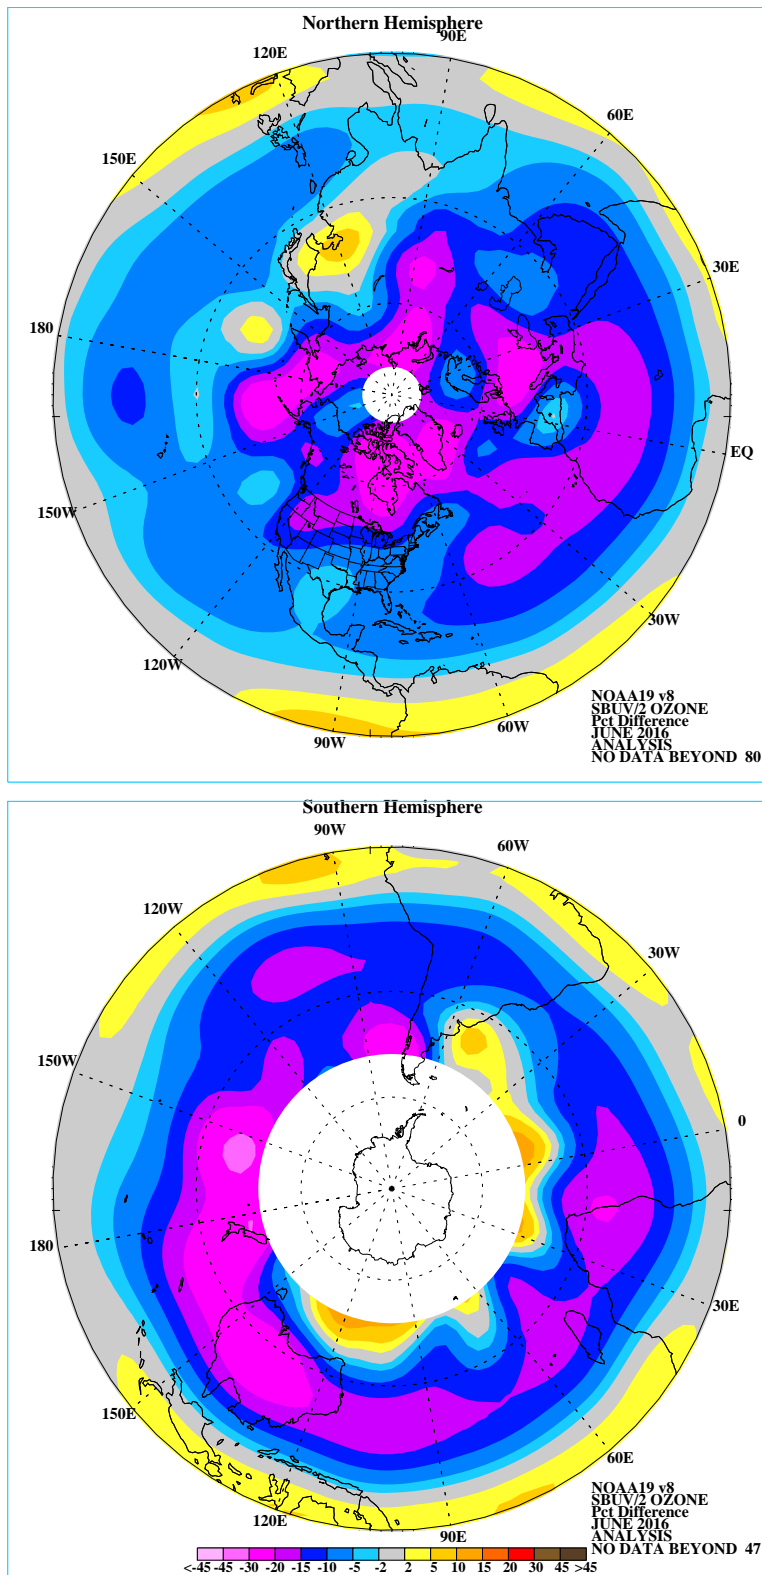 Northern Hemisphere
90E
120E
60E
150E
30E
180
EQ
150W
30W
120W
60W
90W
NOAA19 v8
SBUV/2 OZONE
Pct Difference
JUNE 2016
ANALYSIS
NO DATA BEYOND 80
Southern Hemisphere
90W
60W
120W
30W
150W
0
180
30E
150E
60E
120E
90E
NOAA19 v8
SBUV/2 OZONE
Pct Difference
JUNE 2016
ANALYSIS
NO DATA BEYOND 47
<-45 -45 -30 -20 -15 -10 -5 -2 2 5 10 15 20 30 45 >45